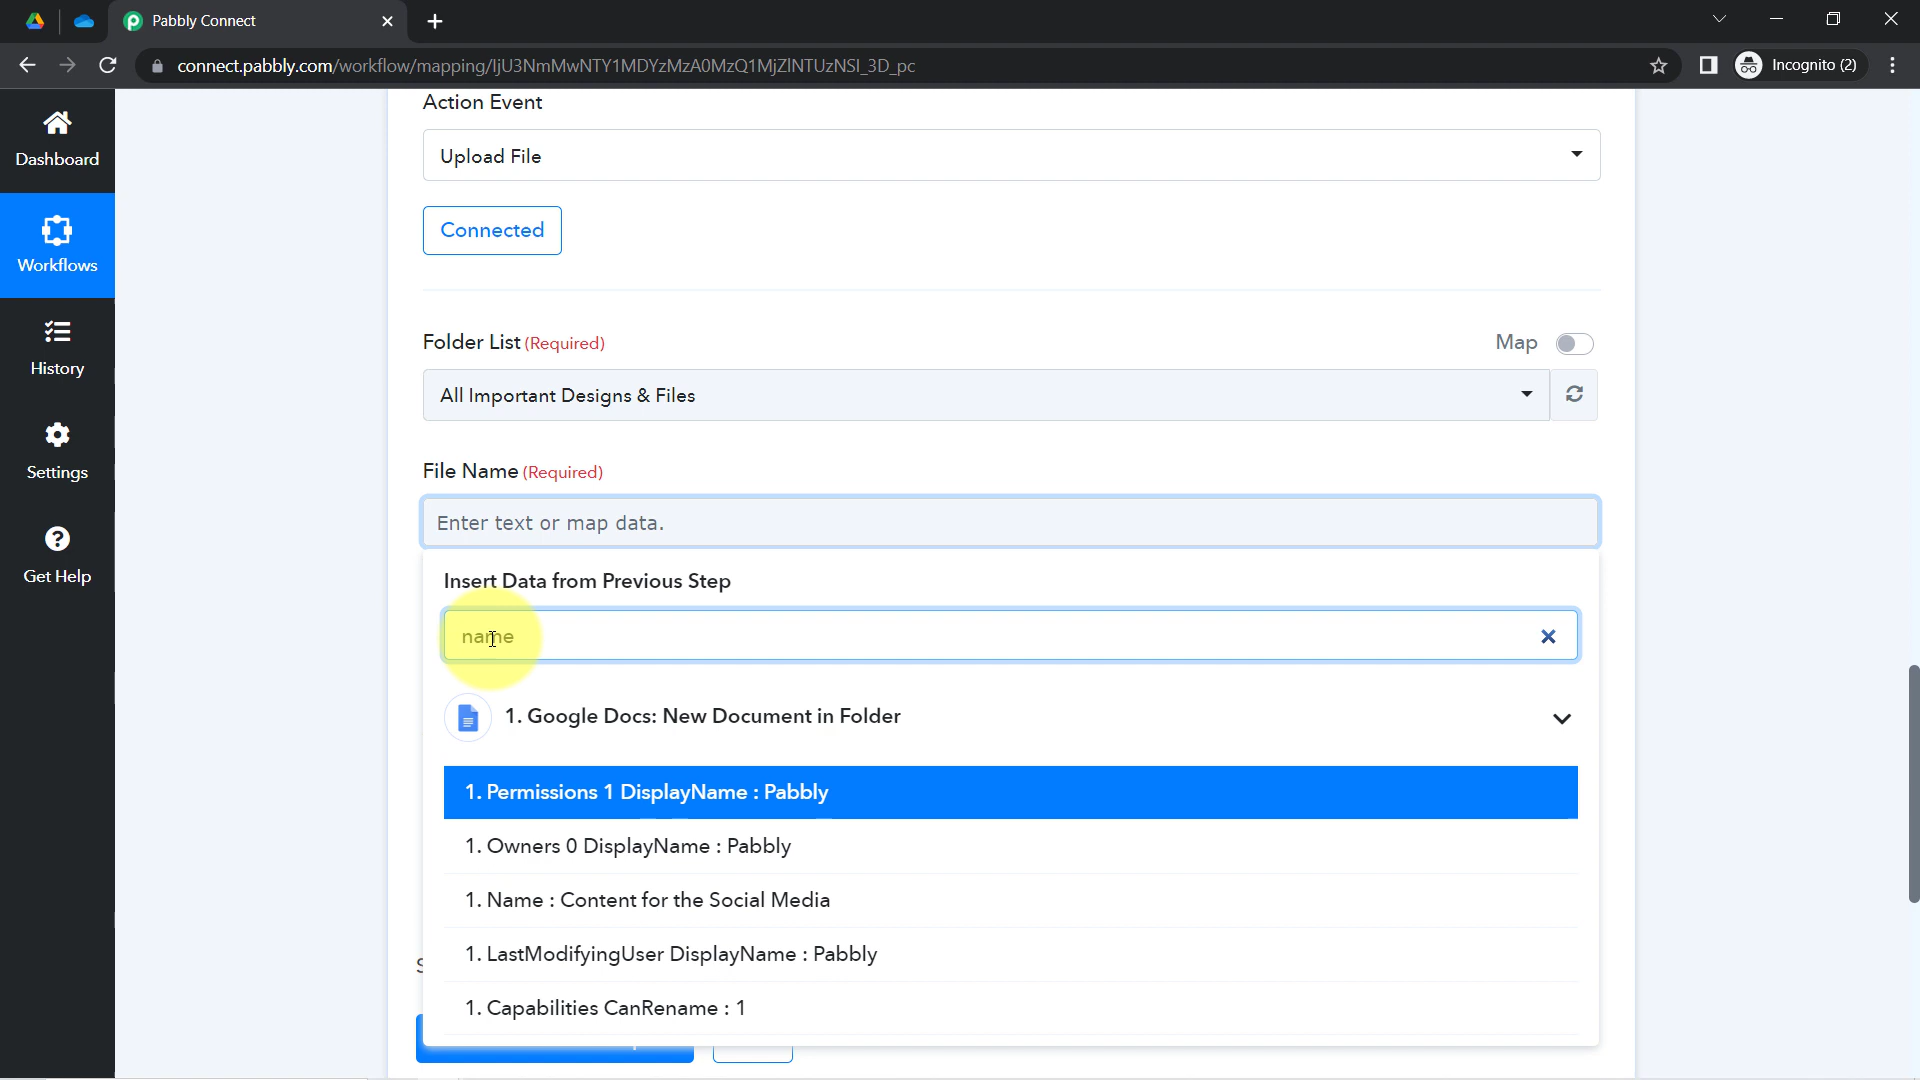 Pabbly Connect
connect.pabbly.com/workflow/mapping/IjU3NmMwNTY1MDYzMzA0MzQ1MjZlNTUzNSI_3D_pc
Incognito (2)
Dashboard
Workflows
History
Settings
Get Help
Action Event
Upload File
Connected
Folder List (Required)
Map
All Important Designs & Files
File Name (Required)
Enter text or map data.
Insert Data from Previous Step
name
1. Google Docs: New Document in Folder
1. Permissions 1 DisplayName : Pabbly
1. Owners 0 DisplayName : Pabbly
1. Name : Content for the Social Media
1. LastModifyingUser DisplayName : Pabbly
1. Capabilities CanRename : 1